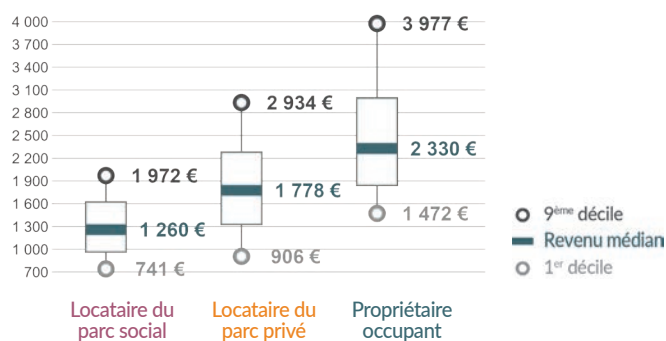 4 000
3 700
3 400
3 100
2 800
2 500
2 200
1 900
1 600
1 300
1 000
700
3 977 €
2 934 €
2 330 €
1 972 €
1 778 €
1 472 €
1 260 €
906 €
741 €
9ème décile
Revenu médian
1er décile
Locataire du
parc social
Locataire du
parc privé
Propriétaire
occupant